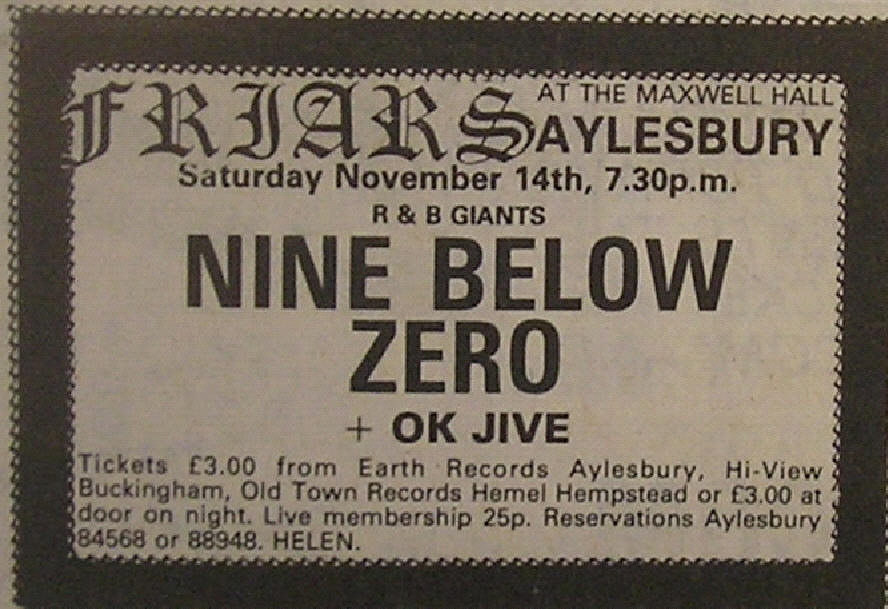 FRIARS AT THE MAXWELL HALL
AYLESBURY
Saturday November 14th, 7.30p.m.
R & B GIANTS
NINE BELOW
ZERO
+ OK JIVE
Tickets £3.00 from Earth Records Aylesbury, Hi-View
Buckingham, Old Town Records Hemel Hempstead or £3.00 at
door on night. Live membership 25p. Reservations Aylesbury
84568 or 88948. HELEN.